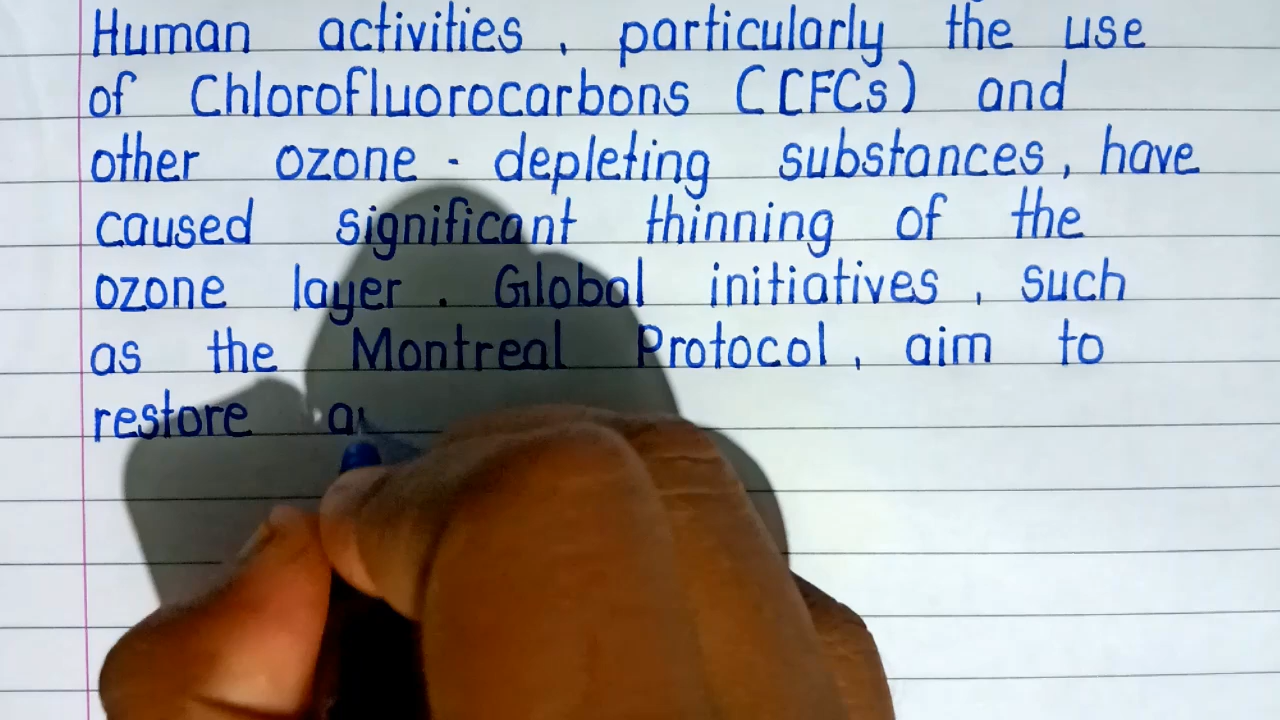 Human activities , particularly the use
of Chlorofluorocarbons (CFCs) and
other ozone - depleting substances, have
caused significant thinning of the
ozone layer . Global initiatives , such
as the Montreal Protocol , aim to
restore